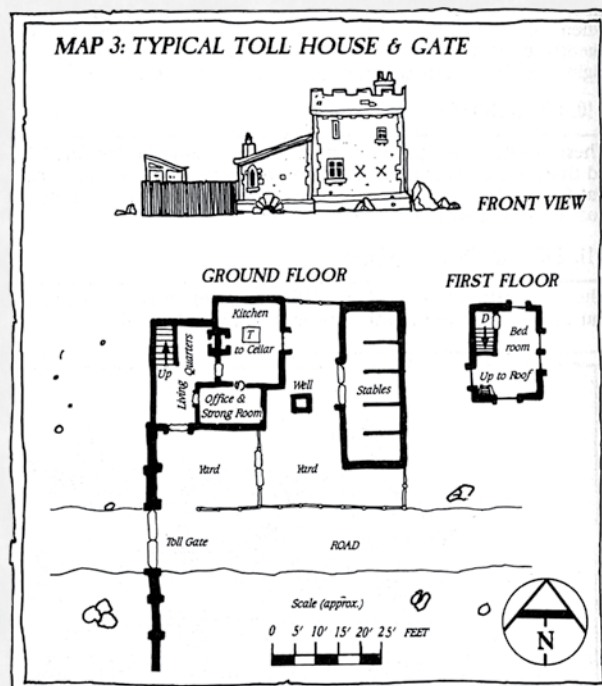 MAP 3: TYPICAL TOLL HOUSE & GATE
FRONT VIEW
GROUND FLOOR
FIRST FLOOR
Kitchen
T
to Cellar
Up
Living Quarters
Office &
Strong Room
Well
Stables
D
Bed
room
Up to Roof
Yard
Yard
Toll Gate
ROAD
Scale (approx.)
0 5' 10' 15' 20' 25' FEET
N